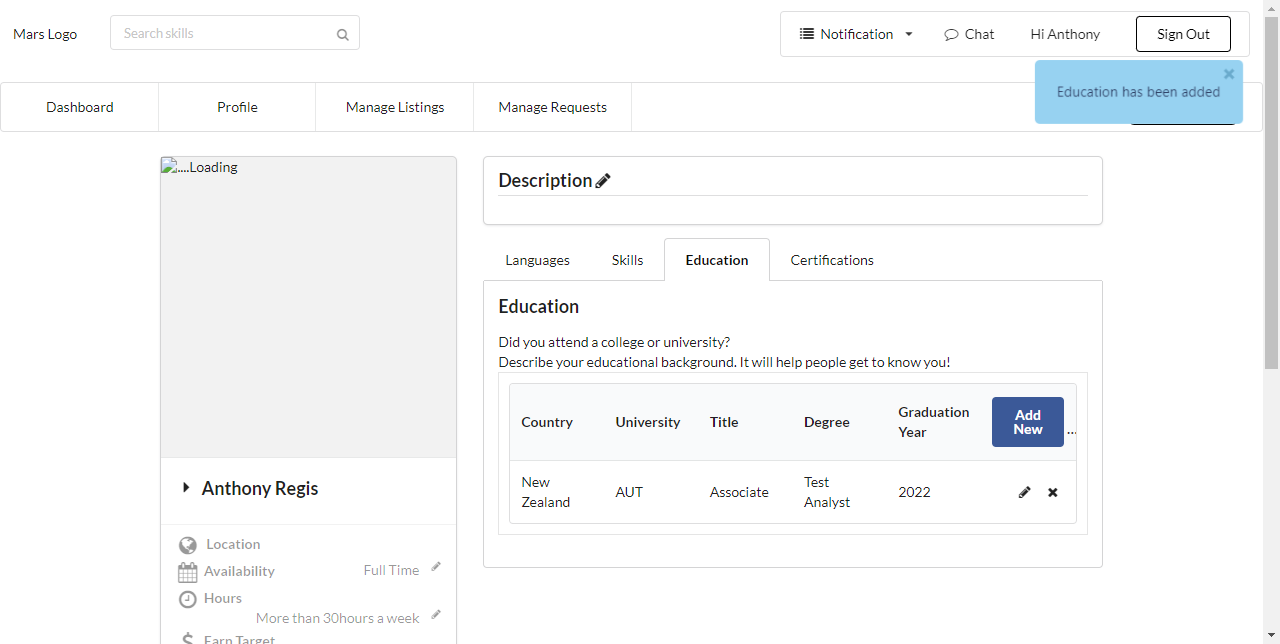 Mars Logo
Search skills
Notification
Chat
Hi Anthony
Sign Out
Education has been added
Dashboard
Profile
Manage Listings
Manage Requests
....Loading
Description
Languages
Skills
Education
Certifications
Education
Did you attend a college or university?
Describe your educational background. It will help people get to know you!
Country
University
Title
Degree
Graduation
Year
Add
New
...
New
Zealand
AUT
Associate
Test
Analyst
2022
Anthony Regis
Location
Availability
Full Time
Hours
More than 30hours a week
Earn Target